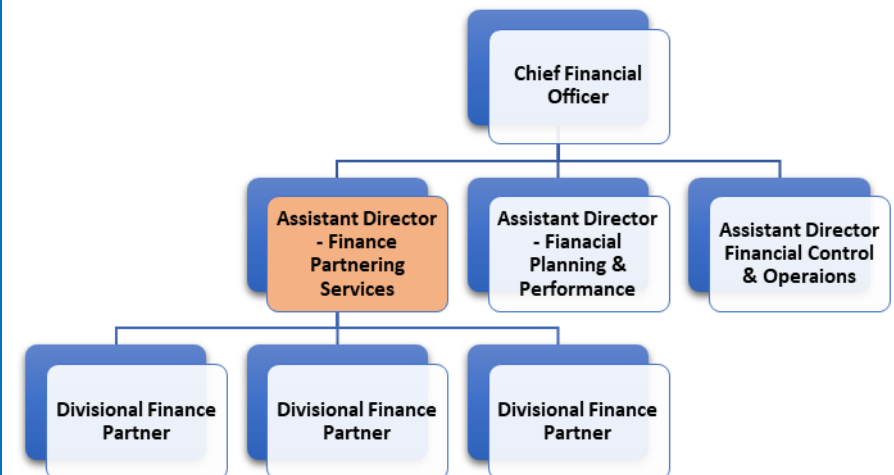 Chief Financial
Officer
Assistant Director
- Finance
Partnering
Services
Assistant Director
- Fianacial
Planning &
Performance
Assistant Director
Financial Control
& Operaions
Divisional Finance
Partner
Divisional Finance
Partner
Divisional Finance
Partner